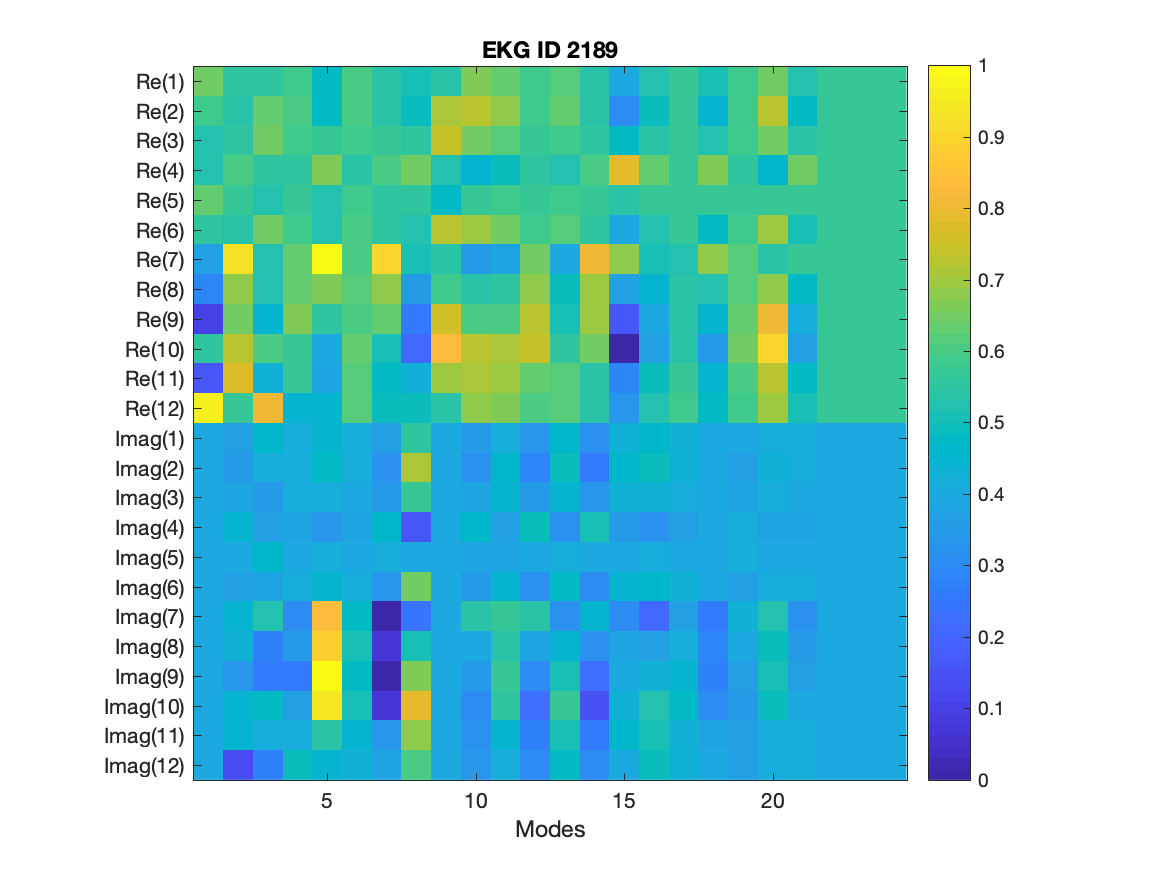 EKG ID 2189
Re(1)
Re(2)
Re(3)
Re(4)
Re(5)
Re(6)
Re(7)
Re(8)
Re(9)
Re(10)
Re(11)
Re(12)
Imag(1)
Imag(2)
Imag(3)
Imag(4)
Imag(5)
Imag(6)
Imag(7)
Imag(8)
Imag(9)
Imag(10)
Imag(11)
Imag(12)
5 10 15 20
Modes
1
0.9
0.8
0.7
0.6
0.5
0.4
0.3
0.2
0.1
0